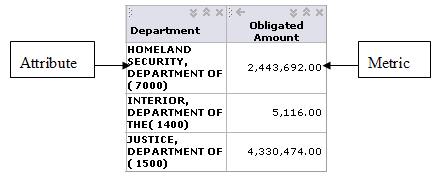 Department
Obligated
Amount
Attribute
HOMELAND
SECURITY,
DEPARTMENT OF
( 7000)
2,443,692.00
Metric
INTERIOR,
DEPARTMENT OF
THE( 1400)
5,116.00
JUSTICE,
DEPARTMENT OF
( 1500)
4,330,474.00